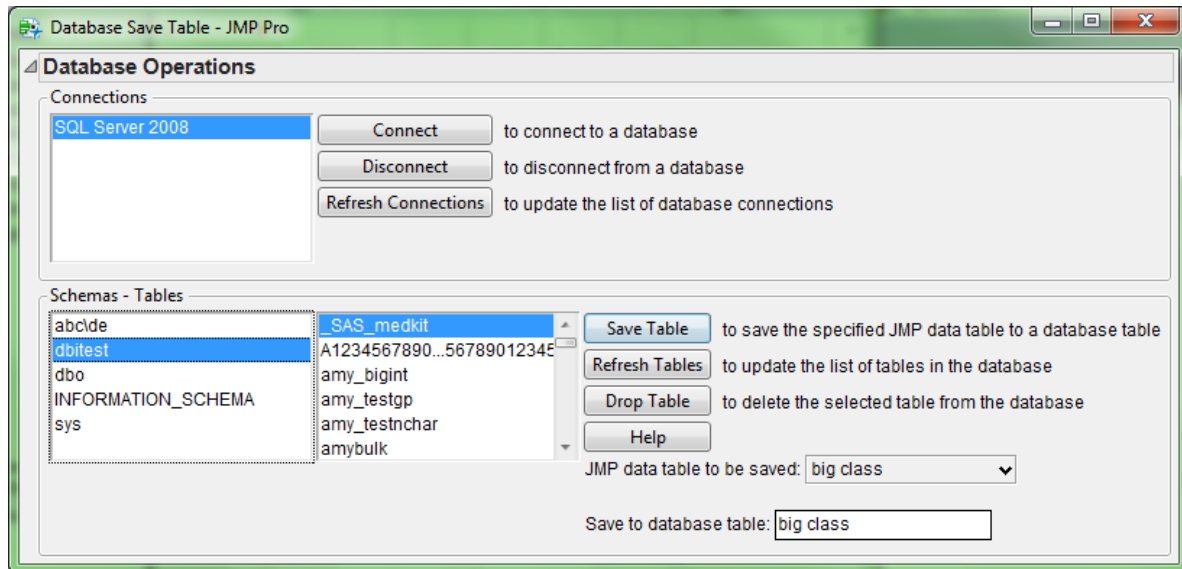 Database Save Table - JMP Pro
Database Operations
Connections
SQL Server 2008
Connect to connect to a database
Disconnect to disconnect from a database
Refresh Connections to update the list of database connections
Schemas - Tables
abc\de
dbitest
dbo
INFORMATION_SCHEMA
sys
_SAS_medkit
A1234567890...56789012345
amy_bigint
amy_testgp
amy_testnchar
amybulk
Save Table to save the specified JMP data table to a database table
Refresh Tables to update the list of tables in the database
Drop Table to delete the selected table from the database
Help
JMP data table to be saved: big class
Save to database table: big class